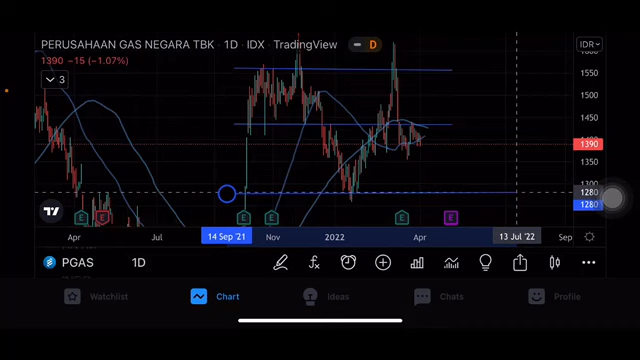 PERUSAHAAN GAS NEGARA TBK · 1D · IDX · TradingView
D
IDR
1390 −15 (−1.07%)
3
1550
1500
1450
1400
1390
1350
1300
1280
1280
E E E E E E
Apr Jul 14 Sep '21 Nov 2022 Apr 13 Jul '22 Sep
PGAS 1D
Watchlist Chart Ideas Chats Profile